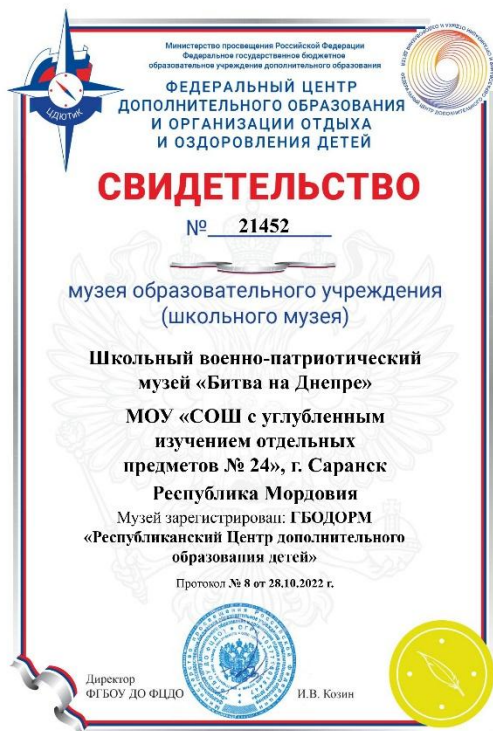 Министерство просвещения Российской Федерации
Федеральное государственное бюджетное
образовательное учреждение дополнительного образования
ФЕДЕРАЛЬНЫЙ ЦЕНТР
ДОПОЛНИТЕЛЬНОГО ОБРАЗОВАНИЯ
И ОРГАНИЗАЦИИ ОТДЫХА
И ОЗДОРОВЛЕНИЯ ДЕТЕЙ
ЦДЮТиК
СВИДЕТЕЛЬСТВО
№ 21452
музея образовательного учреждения
(школьного музея)
Школьный военно-патриотический
музей «Битва на Днепре»
МОУ «СОШ с углубленным
изучением отдельных
предметов № 24», г. Саранск
Республика Мордовия
Музей зарегистрирован: ГБОДОРМ
«Республиканский Центр дополнительного
образования детей»
Протокол № 8 от 28.10.2022 г.
Директор
ФГБОУ ДО ФЦДО И.В. Козин